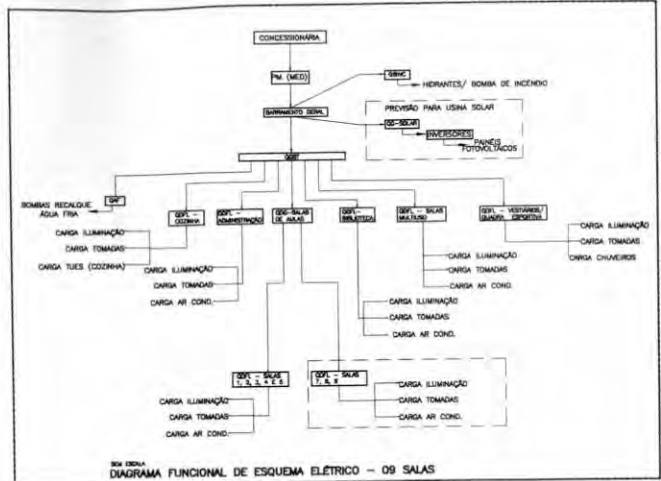 CONCESSIONÁRIA
PM. (MED)
QBINC
HIDRANTES/ BOMBA DE INCÊNDIO
BARRAMENTO GERAL
PREVISÃO PARA USINA SOLAR
QD-SOLAR
INVERSORES
PAINÉIS
FOTOVOLTÁICOS
QGBT
QAF
BOMBAS RECALQUE
ÁGUA FRIA
QDFL -
COZINHA
QDFL -
ADMINISTRAÇÃO
QDG-SALAS
DE AULAS
QDFL-
BIBLIOTECA
QDFL - SALAS
MULTIUSO
QDFL - VESTIÁRIOS/
QUADRA ESPORTIVA
CARGA ILUMINAÇÃO
CARGA TOMADAS
CARGA TUES (COZINHA)
CARGA ILUMINAÇÃO
CARGA TOMADAS
CARGA AR COND.
CARGA ILUMINAÇÃO
CARGA TOMADAS
CARGA AR COND.
CARGA ILUMINAÇÃO
CARGA TOMADAS
CARGA AR COND.
CARGA ILUMINAÇÃO
CARGA TOMADAS
CARGA CHUVEIROS
QDFL - SALAS
1, 2, 3, 4 E 5
CARGA ILUMINAÇÃO
CARGA TOMADAS
CARGA AR COND.
QDFL - SALAS
CARGA ILUMINAÇÃO
CARGA TOMADAS
CARGA AR COND.
SEM ESCALA
DIAGRAMA FUNCIONAL DE ESQUEMA ELÉTRICO - 09 SALAS